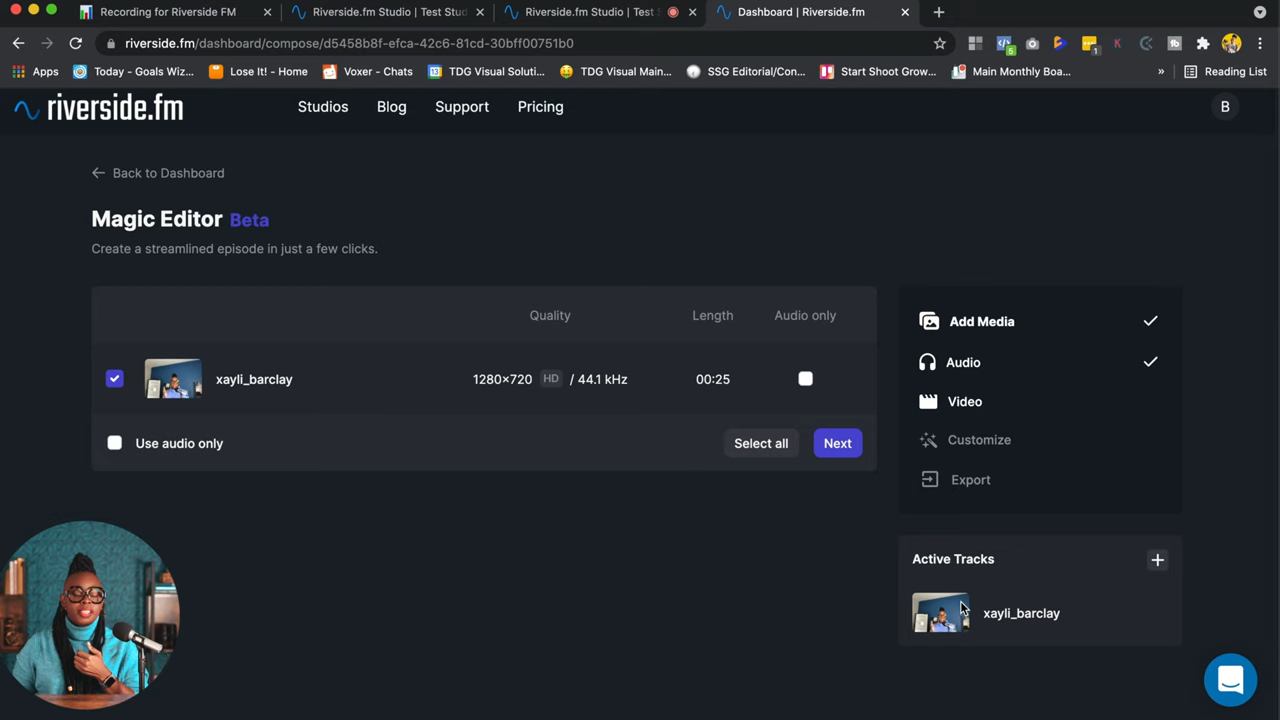 Recording for Riverside FM
Riverside.fm Studio | Test Stud
Riverside.fm Studio | Test
Dashboard | Riverside.fm
riverside.fm/dashboard/compose/d5458b8f-efca-42c6-81cd-30bff00751b0
5
1
Apps
Today - Goals Wiz...
Lose It! - Home
Voxer - Chats
TDG Visual Soluti...
TDG Visual Main...
SSG Editorial/Con...
Start Shoot Grow...
Main Monthly Boa...
»
Reading List
riverside.fm
Studios
Blog
Support
Pricing
B
Back to Dashboard
Magic Editor Beta
Create a streamlined episode in just a few clicks.
Quality
Length
Audio only
xayli_barclay
1280×720 HD / 44.1 kHz
00:25
Use audio only
Select all
Next
Add Media
Audio
Video
Customize
Export
Active Tracks
xayli_barclay